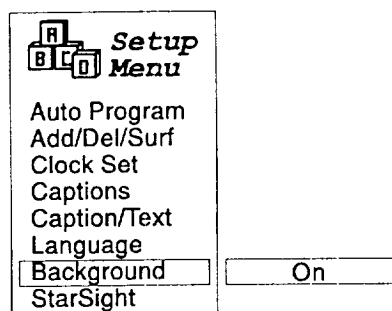 A
B C D
Setup
Menu
Auto Program
Add/Del/Surf
Clock Set
Captions
Caption/Text
Language
Background On
StarSight